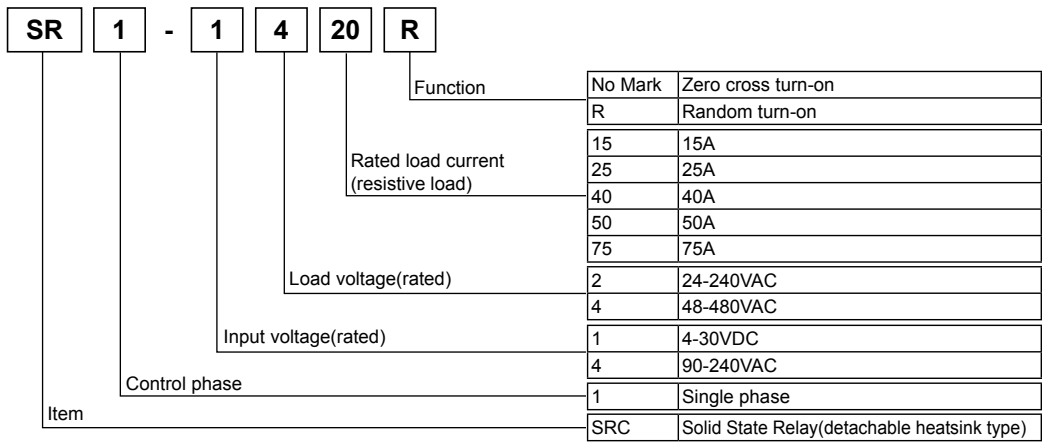 SR 1 - 1 4 20 R
Function
No Mark Zero cross turn-on
R Random turn-on
Rated load current
(resistive load)
15 15A
25 25A
40 40A
50 50A
75 75A
Load voltage(rated)
2 24-240VAC
4 48-480VAC
Input voltage(rated)
1 4-30VDC
4 90-240VAC
Control phase
1 Single phase
Item
SRC Solid State Relay(detachable heatsink type)